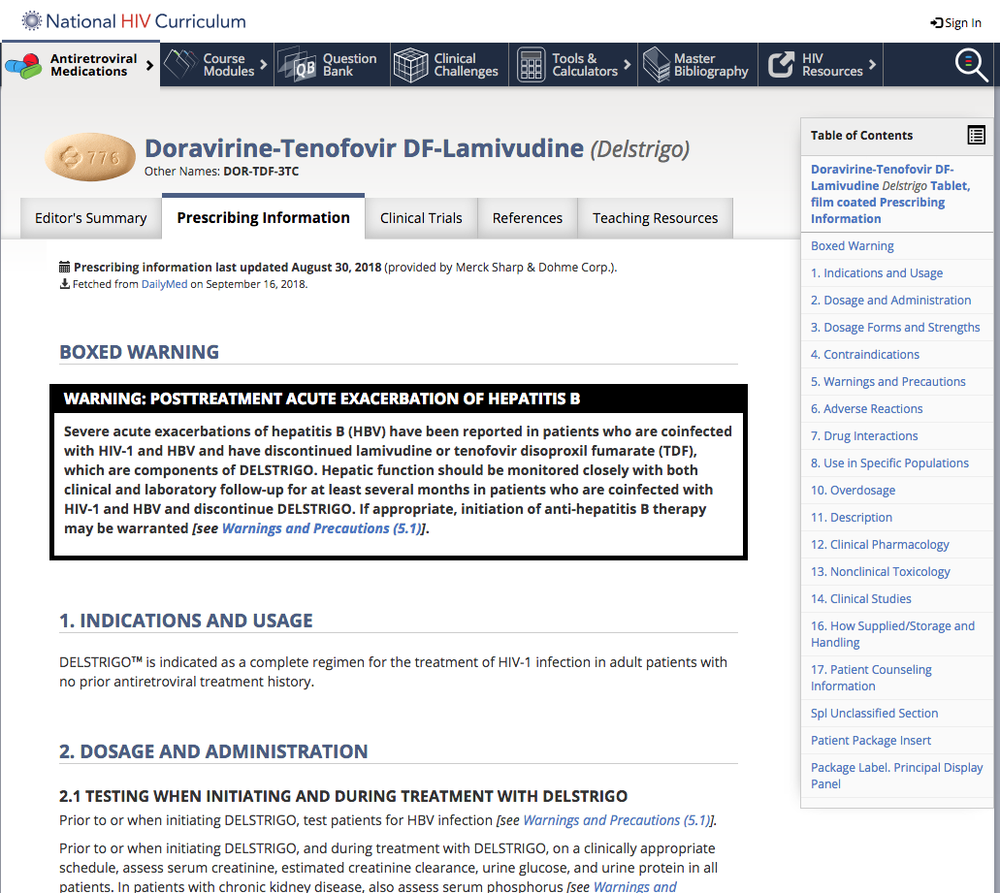 National HIV Curriculum
Sign In
Antiretroviral
Medications
Course
Modules
QB
Question
Bank
Clinical
Challenges
Tools &
Calculators
Master
Bibliography
HIV
Resources
776
Doravirine-Tenofovir DF-Lamivudine (Delstrigo)
Other Names: DOR-TDF-3TC
Editor's Summary
Prescribing Information
Clinical Trials
References
Teaching Resources
Prescribing information last updated August 30, 2018 (provided by Merck Sharp & Dohme Corp.).
Fetched from DailyMed on September 16, 2018.
BOXED WARNING
WARNING: POSTTREATMENT ACUTE EXACERBATION OF HEPATITIS B
Severe acute exacerbations of hepatitis B (HBV) have been reported in patients who are coinfected
with HIV-1 and HBV and have discontinued lamivudine or tenofovir disoproxil fumarate (TDF),
which are components of DELSTRIGO. Hepatic function should be monitored closely with both
clinical and laboratory follow-up for at least several months in patients who are coinfected with
HIV-1 and HBV and discontinue DELSTRIGO. If appropriate, initiation of anti-hepatitis B therapy
may be warranted [see Warnings and Precautions (5.1)].
1. INDICATIONS AND USAGE
DELSTRIGO™ is indicated as a complete regimen for the treatment of HIV-1 infection in adult patients with
no prior antiretroviral treatment history.
2. DOSAGE AND ADMINISTRATION
2.1 TESTING WHEN INITIATING AND DURING TREATMENT WITH DELSTRIGO
Prior to or when initiating DELSTRIGO, test patients for HBV infection [see Warnings and Precautions (5.1)].
Prior to or when initiating DELSTRIGO, and during treatment with DELSTRIGO, on a clinically appropriate
schedule, assess serum creatinine, estimated creatinine clearance, urine glucose, and urine protein in all
patients. In patients with chronic kidney disease, also assess serum phosphorus [see Warnings and
Table of Contents
Doravirine-Tenofovir DF-
Lamivudine Delstrigo Tablet,
film coated Prescribing
Information
Boxed Warning
1. Indications and Usage
2. Dosage and Administration
3. Dosage Forms and Strengths
4. Contraindications
5. Warnings and Precautions
6. Adverse Reactions
7. Drug Interactions
8. Use in Specific Populations
10. Overdosage
11. Description
12. Clinical Pharmacology
13. Nonclinical Toxicology
14. Clinical Studies
16. How Supplied/Storage and
Handling
17. Patient Counseling
Information
Spl Unclassified Section
Patient Package Insert
Package Label. Principal Display
Panel